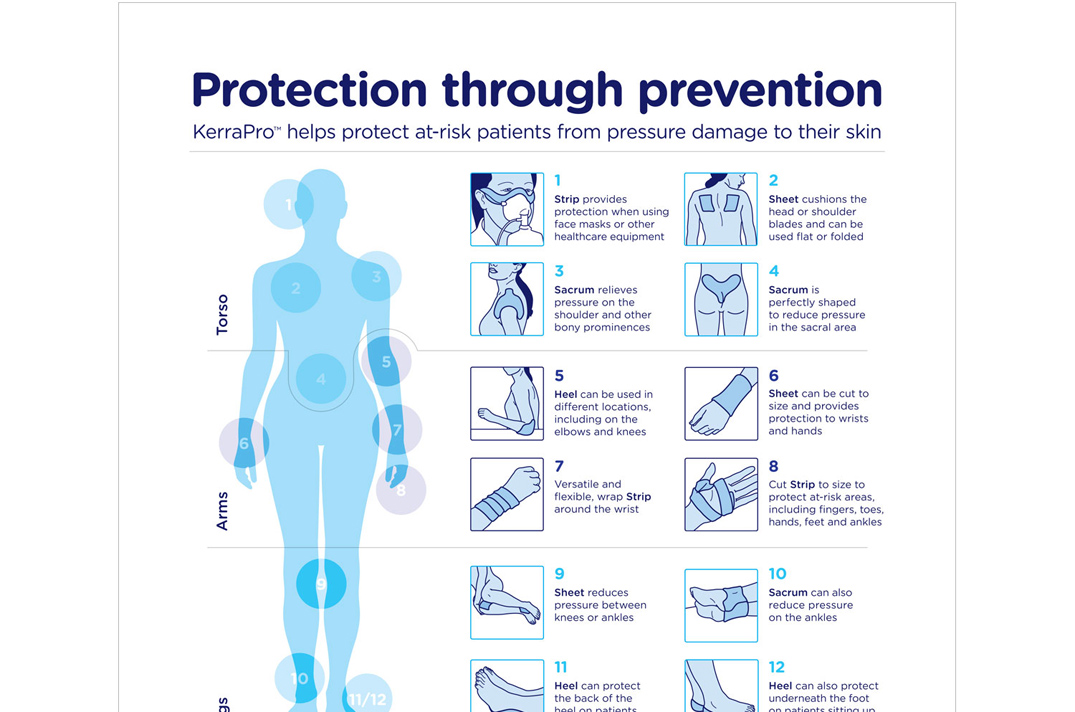 Protection through prevention
KerraPro™ helps protect at-risk patients from pressure damage to their skin
Torso
1
2
3
4
1
Strip provides
protection when using
face masks or other
healthcare equipment
2
Sheet cushions the
head or shoulder
blades and can be
used flat or folded
3
Sacrum relieves
pressure on the
shoulder and other
bony prominences
4
Sacrum is
perfectly shaped
to reduce pressure
in the sacral area
Arms
5
6
7
8
5
Heel can be used in
different locations,
including on the
elbows and knees
6
Sheet can be cut to
size and provides
protection to wrists
and hands
7
Versatile and
flexible, wrap Strip
around the wrist
8
Cut Strip to size to
protect at-risk areas,
including fingers, toes,
hands, feet and ankles
9
10
11/12
9
Sheet reduces
pressure between
knees or ankles
10
Sacrum can also
reduce pressure
on the ankles
11
Heel can protect
the back of the
heel on patients
12
Heel can also protect
underneath the foot
on patients sitting up